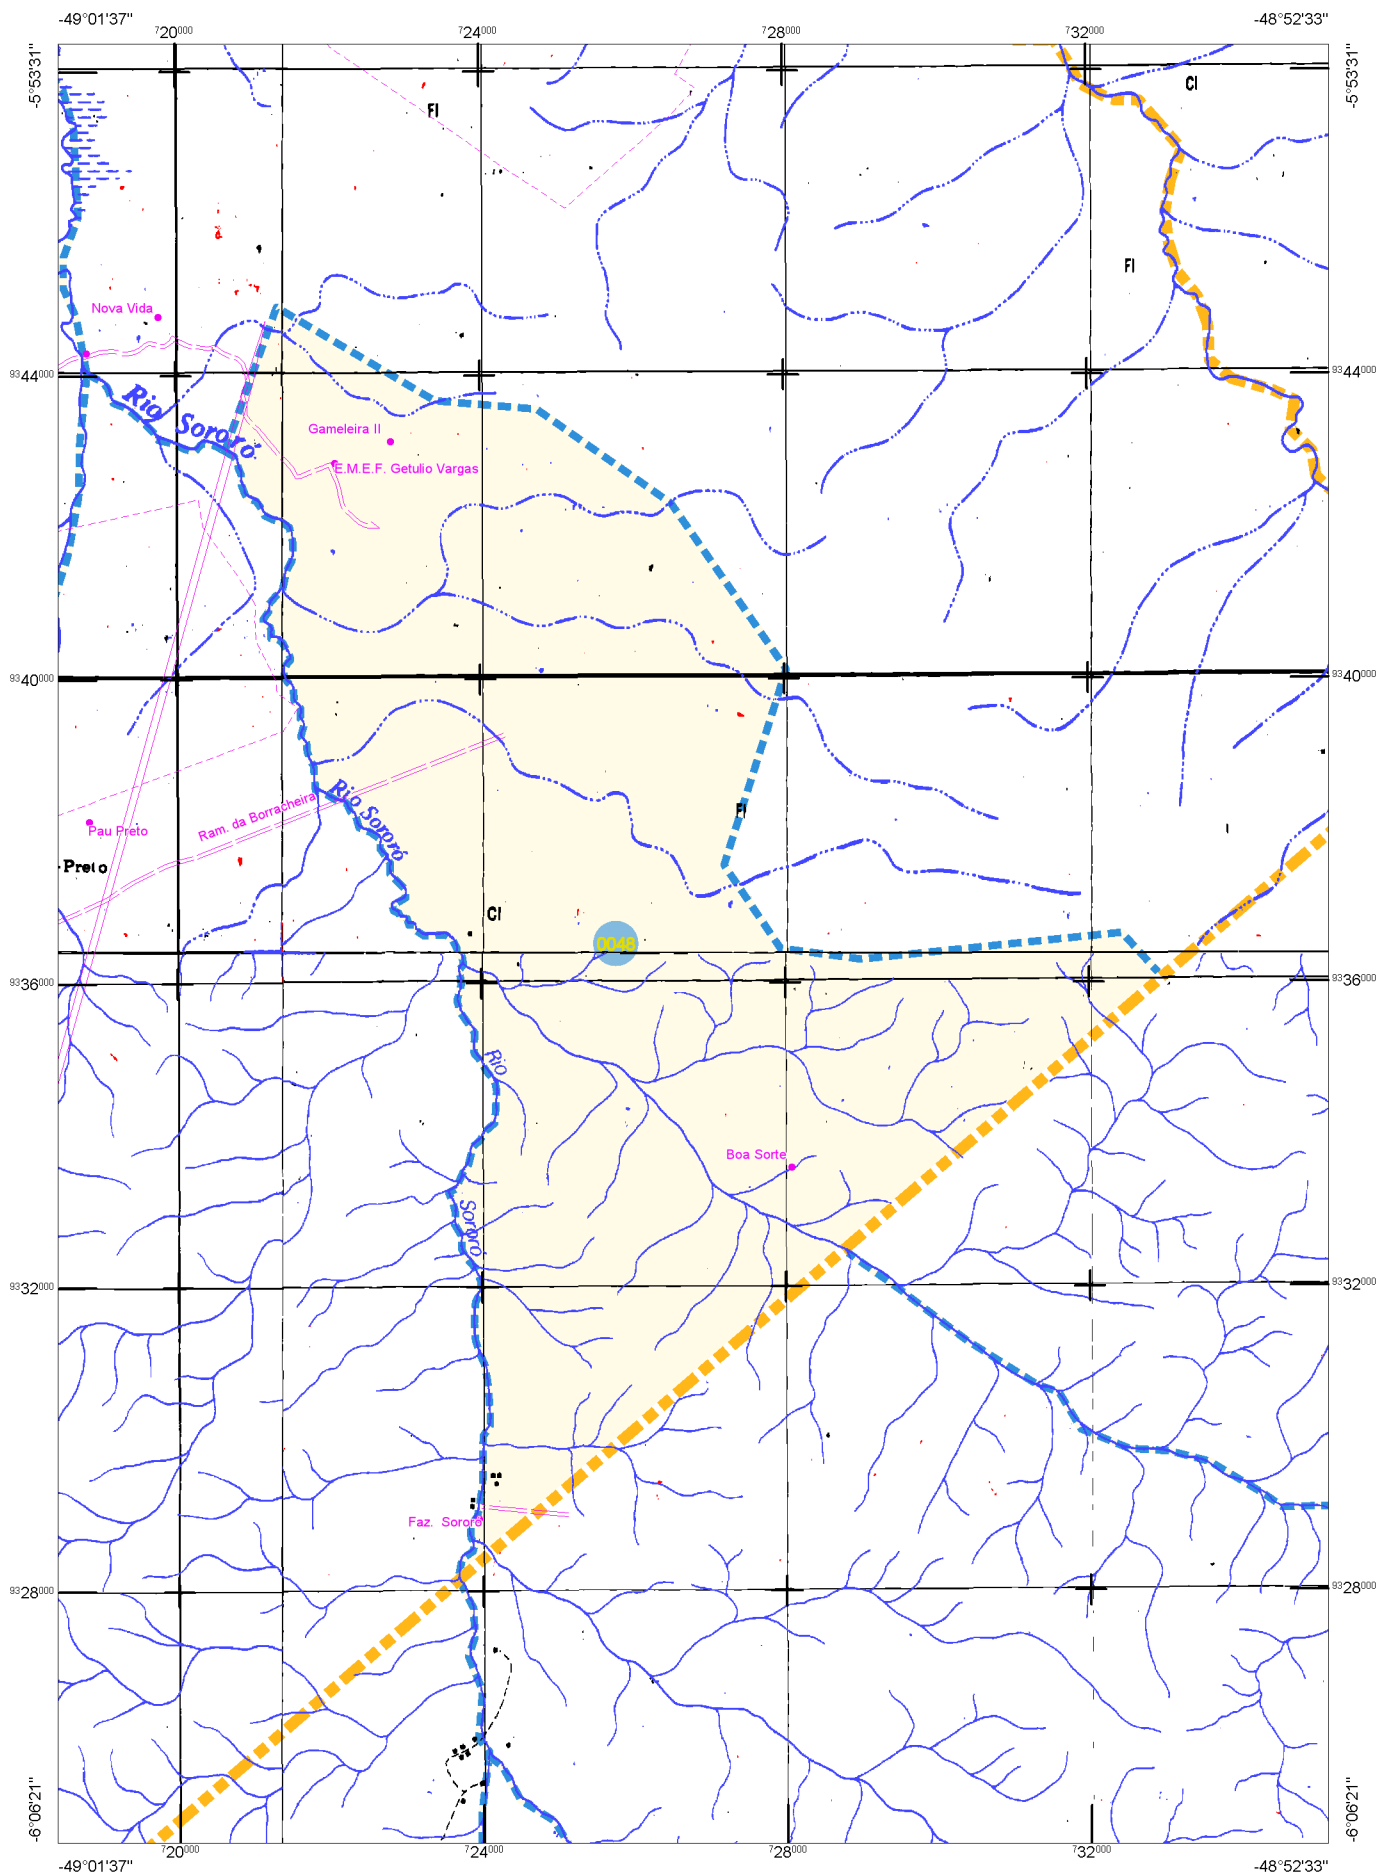 -49°01'37"
-48°52'33"
720000
724000
728000
732000
-5°53'31"
-5°53'31"
Cl
Fl
Fl
Nova Vida
9344000
9344000
Rio Sororó
Gameleira II
E.M.E.F. Getulio Vargas
9340000
9340000
Rio Sororó
Ram. da Borracheira
Fl
Pau Preto
Preto
Cl
0048
9336000
9336000
Rio
Boa Sorte
Sororó
9332000
9332000
Faz. Sororó
9328000
9328000
-6°06'21"
-6°06'21"
720000
724000
728000
732000
-49°01'37"
-48°52'33"